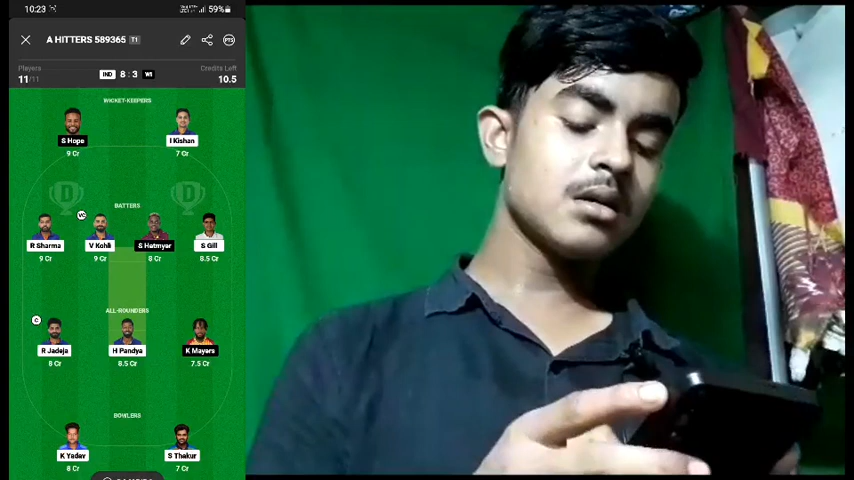 10:23 59%
A HITTERS 589365 T1 PTS
Players Credits Left
11/11 IND 8 : 3 WI 10.5
WICKET-KEEPERS
S Hope I Kishan
9 Cr 7 Cr
BATTERS
VC
R Sharma V Kohli S Hetmyer S Gill
9 Cr 9 Cr 8 Cr 8.5 Cr
ALL-ROUNDERS
C
R Jadeja H Pandya K Mayers
8 Cr 8.5 Cr 7.5 Cr
BOWLERS
K Yadav S Thakur
8 Cr 7 Cr